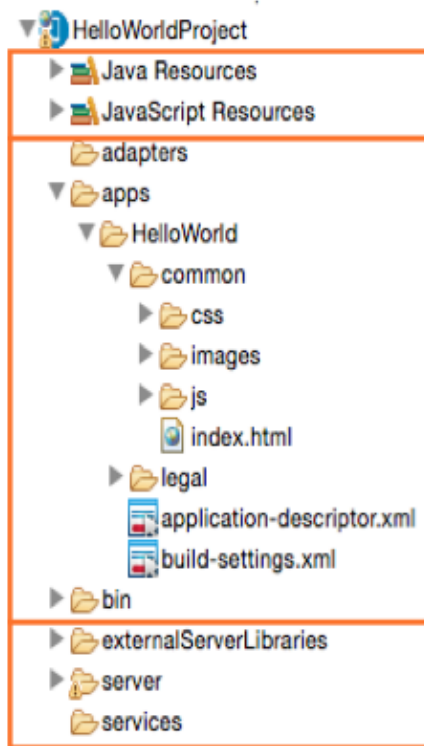 HelloWorldProject
Java Resources
JavaScript Resources
adapters
apps
HelloWorld
common
css
images
js
index.html
legal
application-descriptor.xml
build-settings.xml
bin
externalServerLibraries
server
services